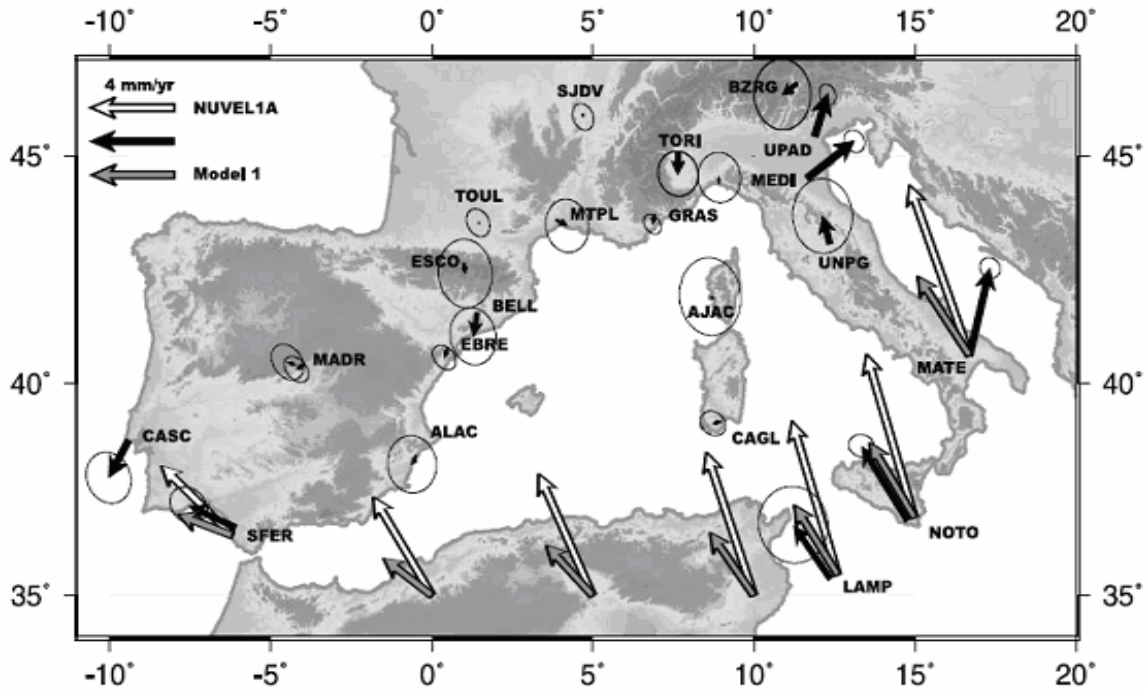 -10° -5° 0° 5° 10° 15° 20°
4 mm/yr
NUVEL1A
Model 1
SJDV
BZRG
TORI
UPAD
MEDI
45° 45°
TOUL
MTPL
GRAS
ESCO
UNPG
BELL
AJAC
EBRE
MADR
MATE
40° 40°
CASC
ALAC
CAGL
SFER
NOTO
LAMP
35° 35°
-10° -5° 0° 5° 10° 15° 20°